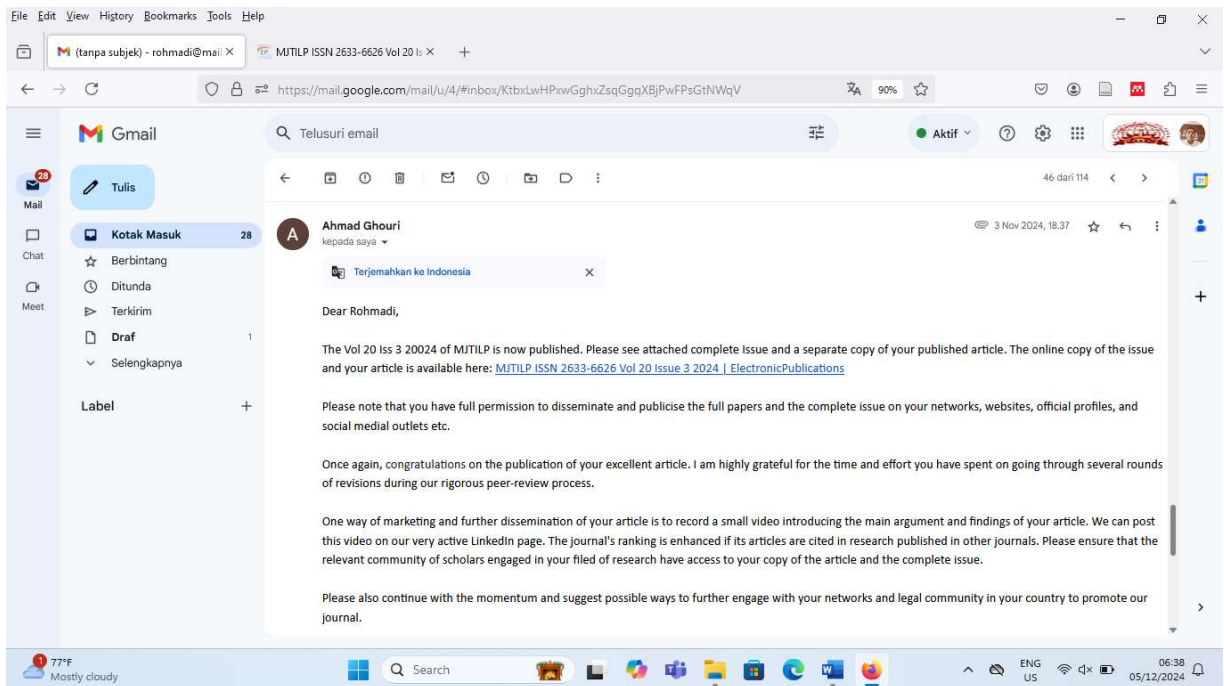 File Edit View History Bookmarks Tools Help
(tanpa subjek) - rohmadi@mail
MJTILP ISSN 2633-6626 Vol 20 Is
https://mail.google.com/mail/u/4/#inbox/KtbxLwHPxwGghxZsqGgqXBjPwFPsGtNWqV
90%
Gmail
Telusuri email
Aktif
28
Mail
Chat
Meet
Tulis
Kotak Masuk 28
Berbintang
Ditunda
Terkirim
Draf 1
Selengkapnya
Label
46 dari 114
31
A
Ahmad Ghouri
3 Nov 2024, 18.37
kepada saya
Terjemahkan ke Indonesia
Dear Rohmadi,
The Vol 20 Iss 3 20024 of MJTILP is now published. Please see attached complete Issue and a separate copy of your published article. The online copy of the issue
and your article is available here: MJTILP ISSN 2633-6626 Vol 20 Issue 3 2024 | ElectronicPublications
Please note that you have full permission to disseminate and publicise the full papers and the complete issue on your networks, websites, official profiles, and
social medial outlets etc.
Once again, congratulations on the publication of your excellent article. I am highly grateful for the time and effort you have spent on going through several rounds
of revisions during our rigorous peer-review process.
One way of marketing and further dissemination of your article is to record a small video introducing the main argument and findings of your article. We can post
this video on our very active LinkedIn page. The journal's ranking is enhanced if its articles are cited in research published in other journals. Please ensure that the
relevant community of scholars engaged in your filed of research have access to your copy of the article and the complete issue.
Please also continue with the momentum and suggest possible ways to further engage with your networks and legal community in your country to promote our
journal.
1
77°F
Mostly cloudy
Search
ENG
US
06:38
05/12/2024